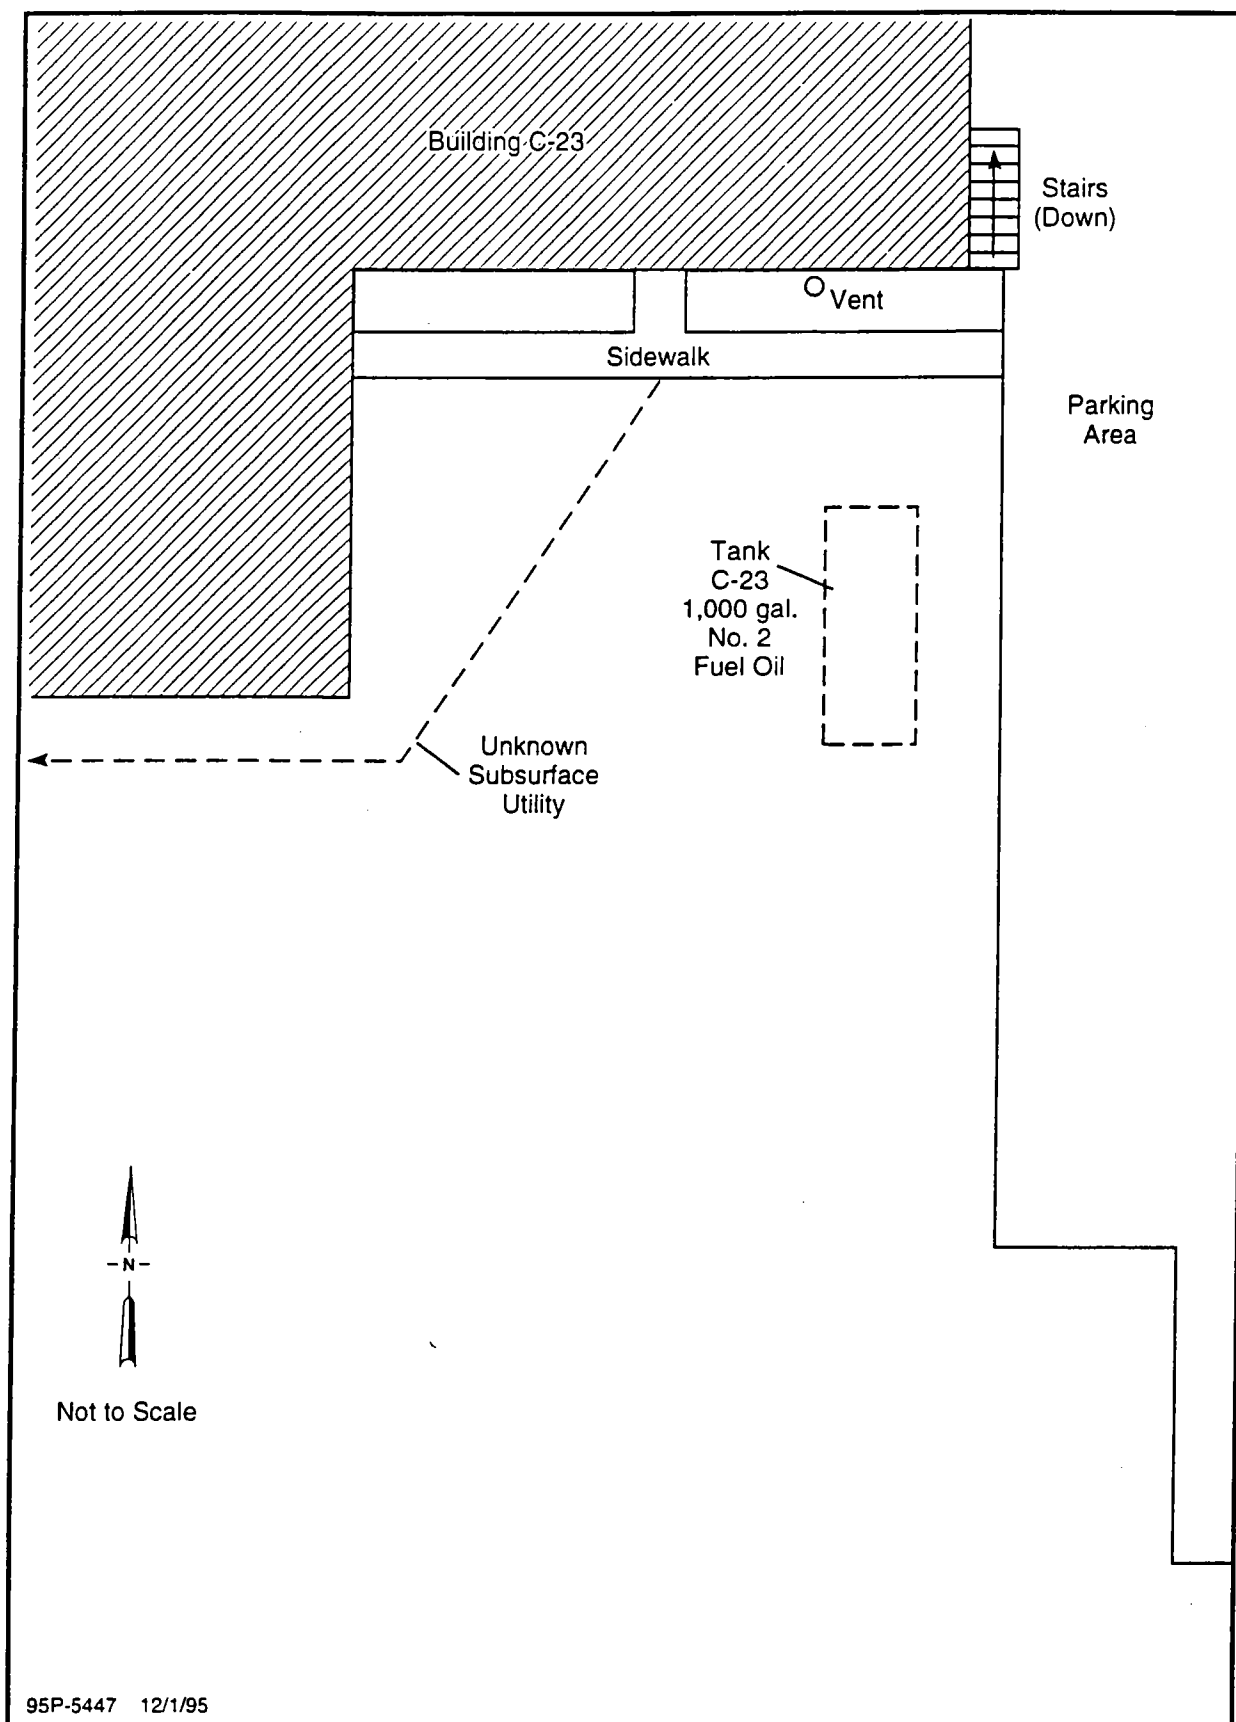 Building C-23
Stairs
(Down)
Vent
Sidewalk
Parking
Area
Tank
C-23
1,000 gal.
No. 2
Fuel Oil
Unknown
Subsurface
Utility
-N-
Not to Scale
95P-5447 12/1/95